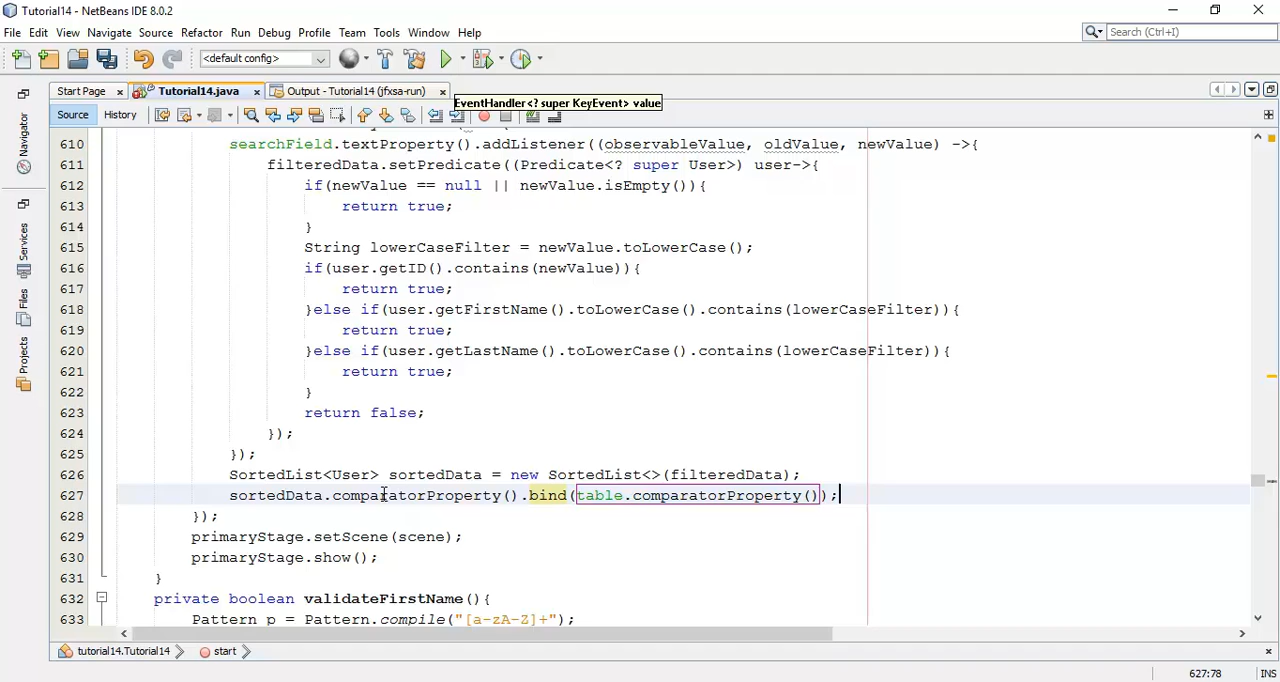 Tutorial14 - NetBeans IDE 8.0.2
File Edit View Navigate Source Refactor Run Debug Profile Team Tools Window Help
Search (Ctrl+I)
<default config>
Start Page Tutorial14.java Output - Tutorial14 (jfxsa-run)
EventHandler<? super KeyEvent> value
Source History
Navigator
Services
Files
Projects
610 searchField.textProperty().addListener((observableValue, oldValue, newValue) ->{
611 filteredData.setPredicate((Predicate<? super User>) user->{
612 if(newValue == null || newValue.isEmpty()){
613 return true;
614 }
615 String lowerCaseFilter = newValue.toLowerCase();
616 if(user.getID().contains(newValue)){
617 return true;
618 }else if(user.getFirstName().toLowerCase().contains(lowerCaseFilter)){
619 return true;
620 }else if(user.getLastName().toLowerCase().contains(lowerCaseFilter)){
621 return true;
622 }
623 return false;
624 });
625 });
626 SortedList<User> sortedData = new SortedList<>(filteredData);
627 sortedData.comparatorProperty().bind(table.comparatorProperty());
628 });
629 primaryStage.setScene(scene);
630 primaryStage.show();
631 }
632 private boolean validateFirstName(){
633 Pattern p = Pattern.compile("[a-zA-Z]+");
tutorial14.Tutorial14 start
627:78 INS